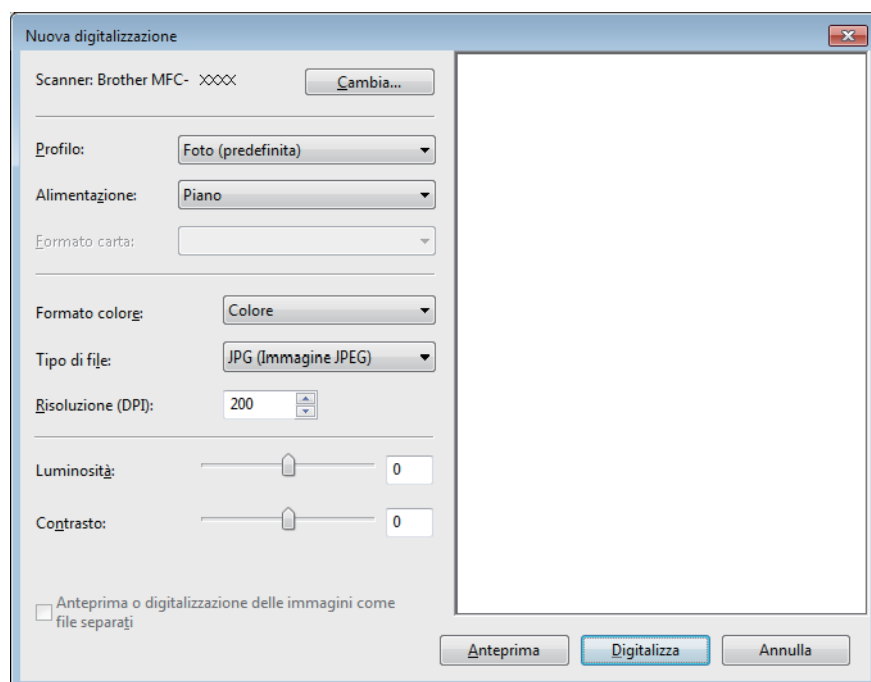 Nuova digitalizzazione
Scanner: Brother MFC- XXXX
Cambia...
Profilo: Foto (predefinita)
Alimentazione: Piano
Formato carta:
Formato colore: Colore
Tipo di file: JPG (Immagine JPEG)
Risoluzione (DPI): 200
Luminosità: 0
Contrasto: 0
Anteprima o digitalizzazione delle immagini come
file separati
Anteprima
Digitalizza
Annulla